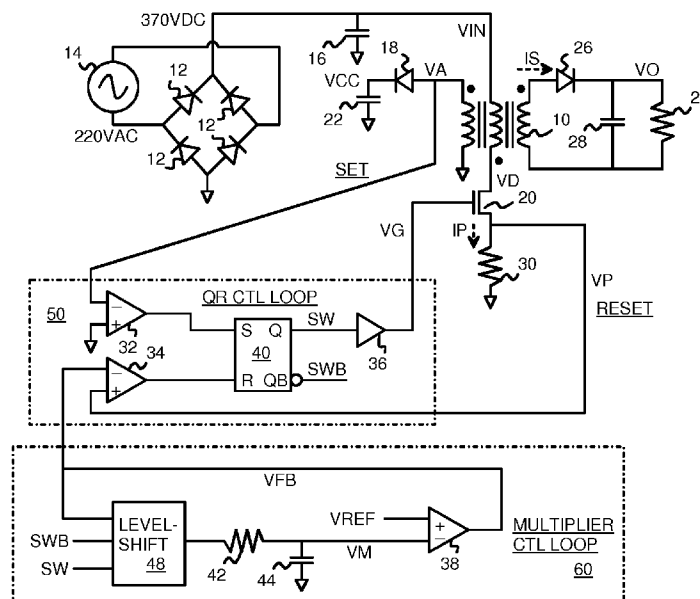 370VDC
14
220VAC
12
12
12
16
18
VCC
22
VA
VIN
IS
26
VO
10
28
2
SET
VD
20
VG
IP
30
VP
RESET
50
QR CTL LOOP
32
34
S Q
40
R QB
SW
SWB
36
VFB
LEVEL-
SHIFT
48
SWB
SW
42
44
VM
VREF
38
MULTIPLIER
CTL LOOP
60